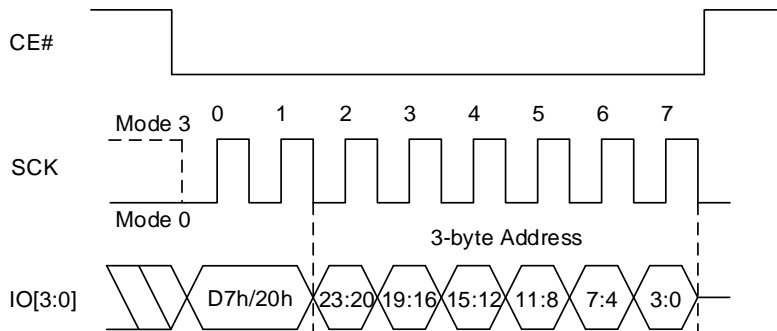 CE#
0 1 2 3 4 5 6 7
Mode 3
SCK
Mode 0
3-byte Address
IO[3:0] D7h/20h 23:20 19:16 15:12 11:8 7:4 3:0